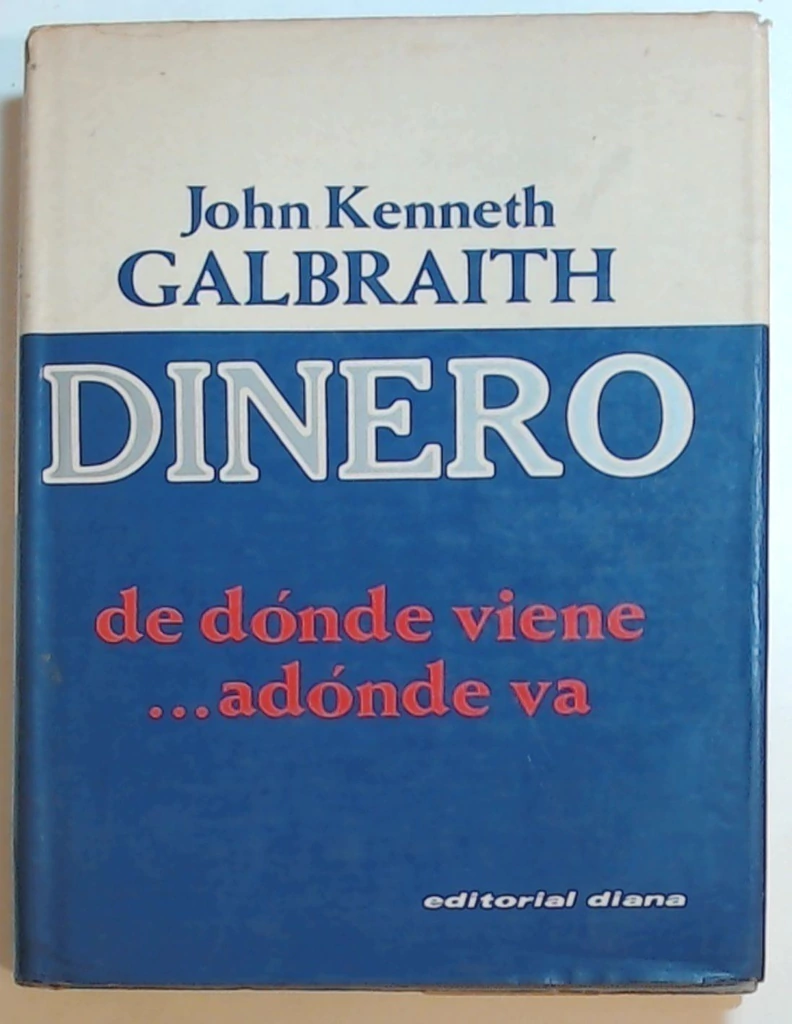 John Kenneth
GALBRAITH
DINERO
de dónde viene
...adónde va
editorial diana